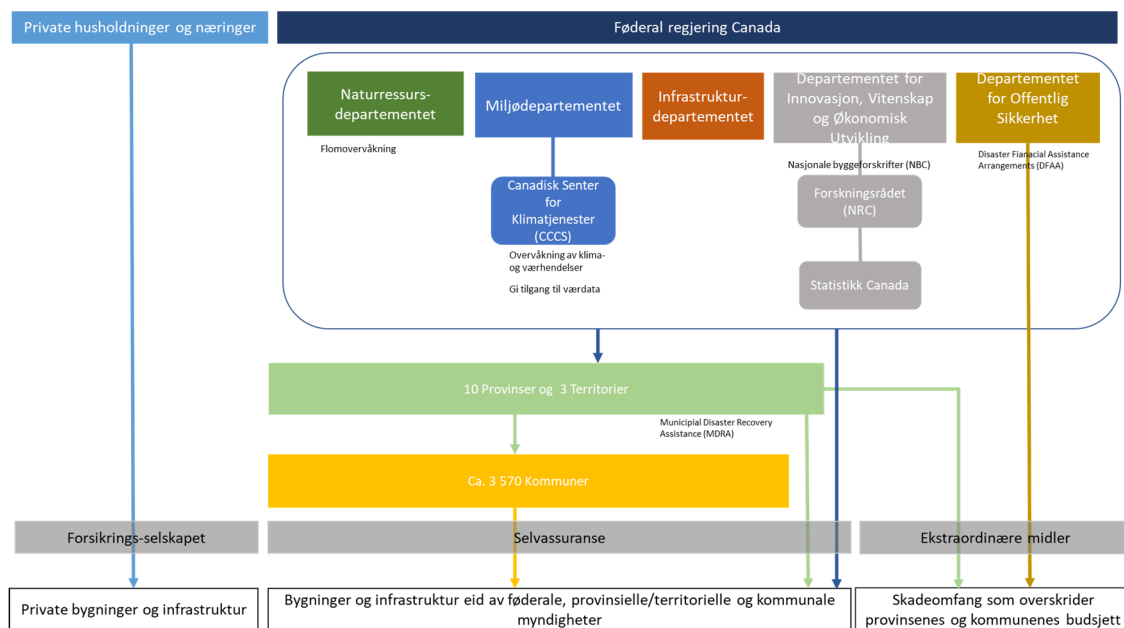 Private husholdninger og næringer
Føderal regjering Canada
Naturressurs-
departementet
Miljødepartementet
Infrastruktur-
departementet
Departementet for
Innovasjon, Vitenskap
og Økonomisk
Utvikling
Departementet
for Offentlig
Sikkerhet
Flomovervåkning
Nasjonale byggeforskrifter (NBC)
Disaster Fianacial Assistance
Arrangements (DFAA)
Canadisk Senter
for
Klimatjenester
(CCCS)
Forskningsrådet
(NRC)
Overvåkning av klima-
og værhendelser
Gi tilgang til værdata
Statistikk Canada
10 Provinser og  3 Territorier
Municipial Disaster Recovery
Assistance (MDRA)
Ca. 3 570 Kommuner
Forsikrings-selskapet
Selvassuranse
Ekstraordinære midler
Private bygninger og infrastruktur
Bygninger og infrastruktur eid av føderale, provinsielle/territorielle og kommunale
myndigheter
Skadeomfang som overskrider
provinsenes og kommunenes budsjett